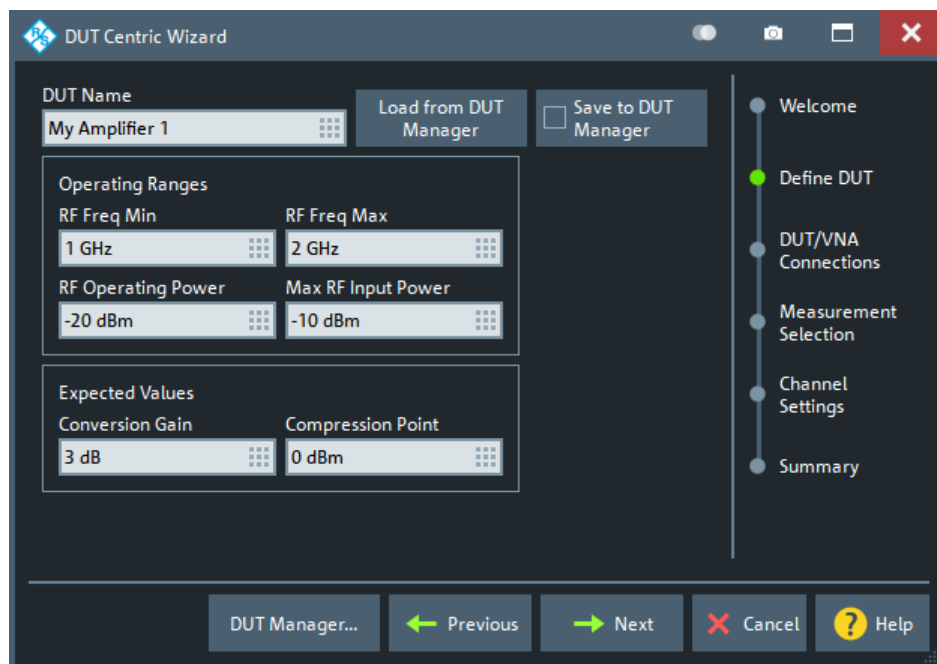 R&S DUT Centric Wizard
DUT Name
My Amplifier 1
Load from DUT
Manager
Save to DUT
Manager
Operating Ranges
RF Freq Min RF Freq Max
1 GHz 2 GHz
RF Operating Power Max RF Input Power
-20 dBm -10 dBm
Expected Values
Conversion Gain Compression Point
3 dB 0 dBm
Welcome
Define DUT
DUT/VNA
Connections
Measurement
Selection
Channel
Settings
Summary
DUT Manager... Previous Next Cancel ? Help